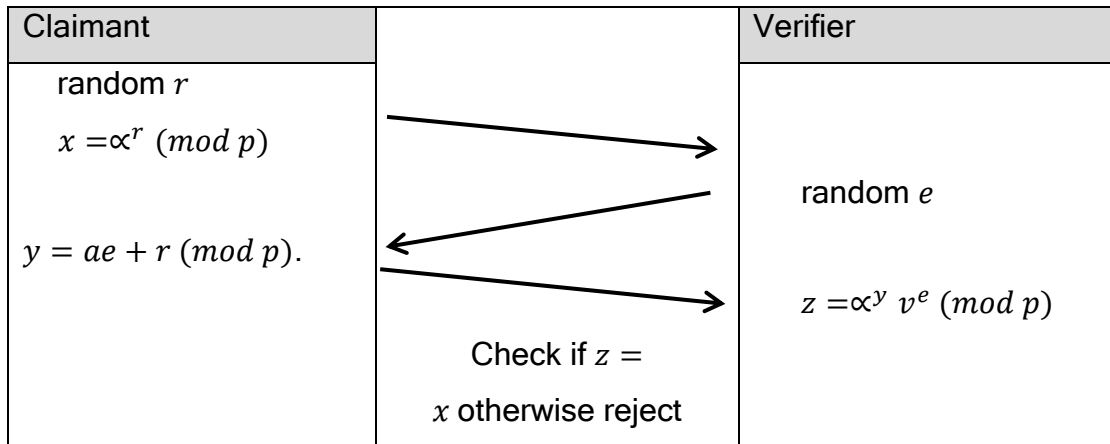 Claimant
random r
x =∝^r (mod p)
y = ae + r (mod p).
Check if z =
x otherwise reject
Verifier
random e
z =∝^y v^e (mod p)